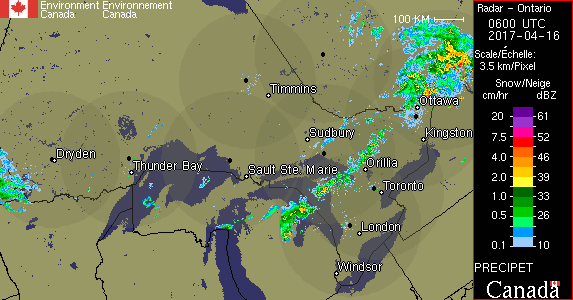 Environment Environnement
Canada Canada
100 KM
Timmins
Ottawa
Sudbury
Kingston
Dryden
Thunder Bay
Sault Ste. Marie
Orillia
Toronto
London
Windsor
Radar - Ontario
0600 UTC
2017-04-16
Scale/Échelle:
3.5 km/Pixel
Snow/Neige
cm/hr dBZ
20 61
7.5 52
4.0 46
2.0 39
1.0 33
0.5 26
0.1 10
PRECIPET
Canada